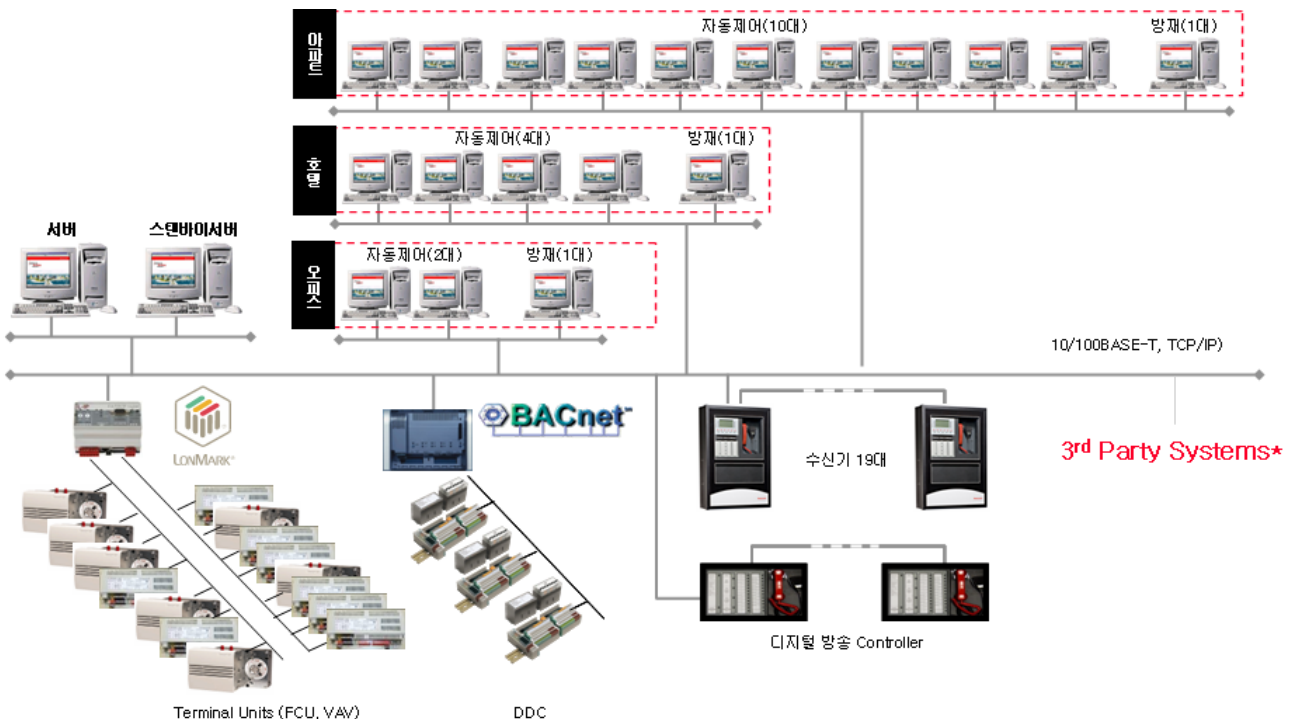 아파트
자동제어(10대)
방재(1대)
호텔
자동제어(4대)
방재(1대)
서버
스텐바이서버
오피스
자동제어(2대)
방재(1대)
10/100BASE-T, TCP/IP)
LONMARK®
BACnet™
수신기 19대
3rd Party Systems*
디지털 방송 Controller
Terminal Units (FCU, VAV)
DDC